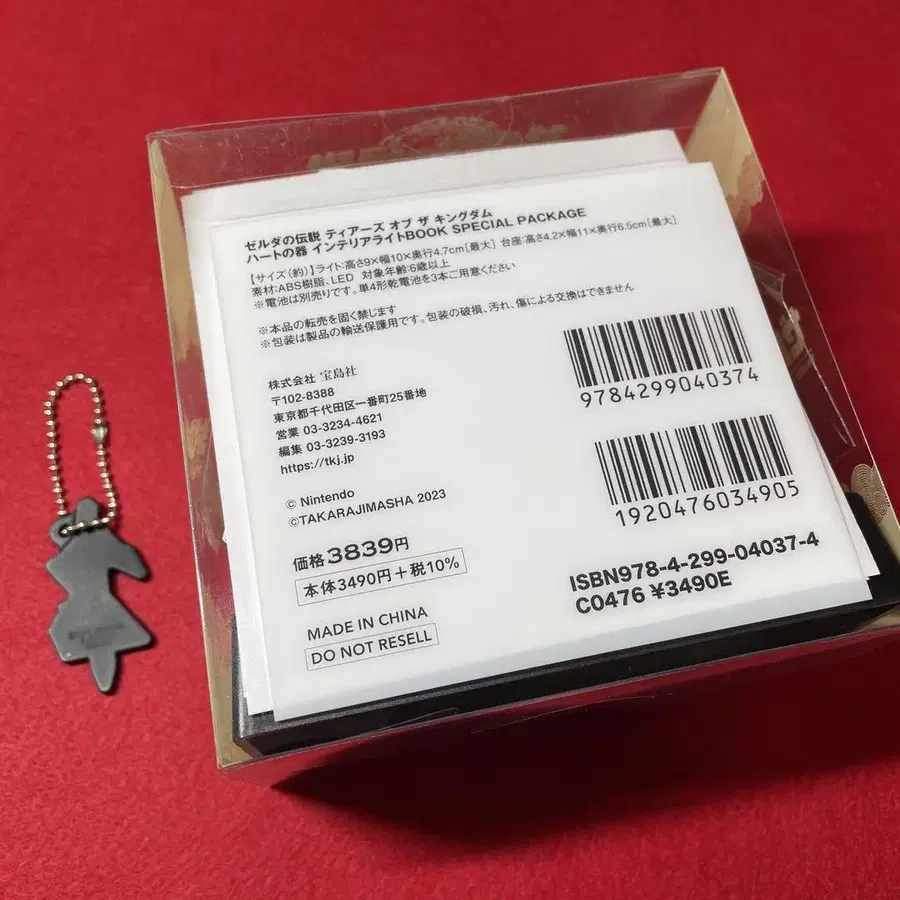 ゼルダの伝説 ティアーズ オブ ザ キングダム
ハートの器 インテリアライトBOOK SPECIAL PACKAGE
【サイズ(約)】ライト:高さ9×幅10×奥行4.7cm[最大] 台座:高さ4.2×幅11×奥行6.5cm[最大]
素材:ABS樹脂、LED 対象年齢:6歳以上
※電池は別売りです。単4形乾電池を3本ご用意ください
※本品の転売を固く禁じます
※包装は製品の輸送保護用です。包装の破損、汚れ、傷による交換はできません
株式会社 宝島社
〒102-8388
東京都千代田区一番町25番地
営業 03-3234-4621
編集 03-3239-3193
https://tkj.jp
© Nintendo
©TAKARAJIMASHA 2023
価格 3839円
本体3490円+税10%
MADE IN CHINA
DO NOT RESELL
9784299040374
1920476034905
ISBN978-4-299-04037-4
C0476 ¥3490E